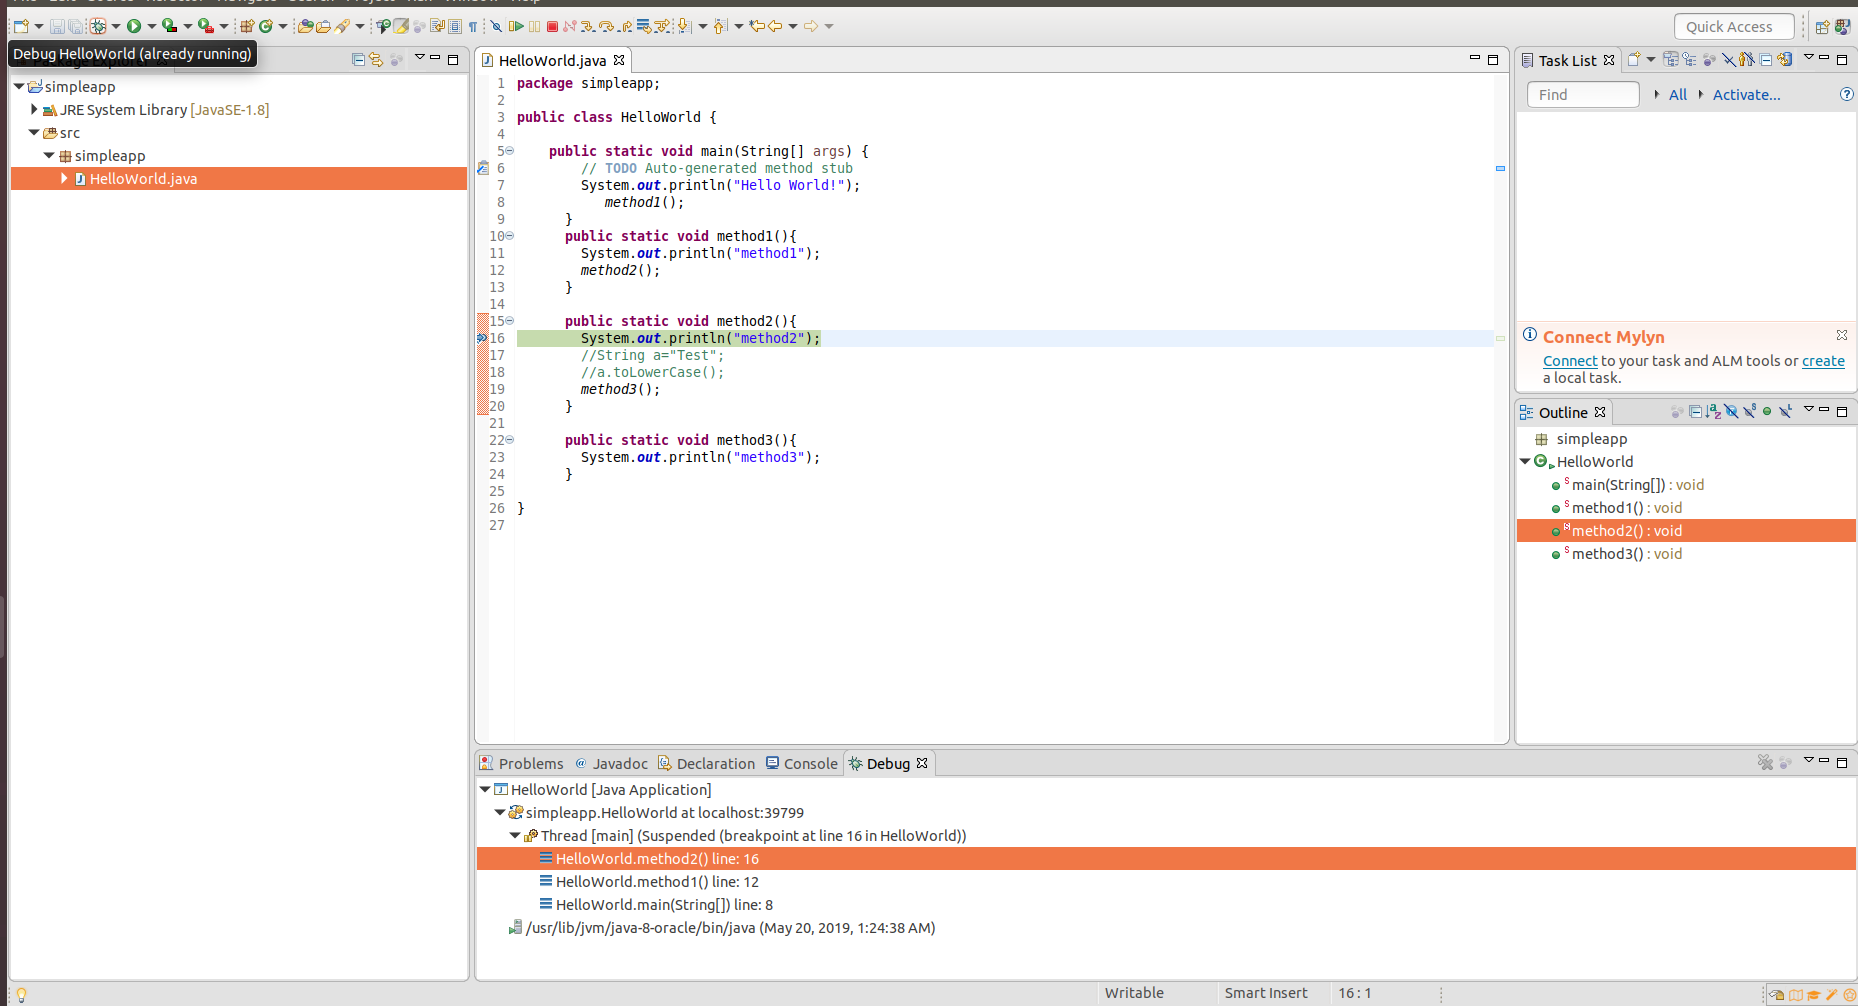 Quick Access
Debug HelloWorld (already running)
simpleapp
JRE System Library [JavaSE-1.8]
src
simpleapp
HelloWorld.java
HelloWorld.java
1 package simpleapp;
2
3 public class HelloWorld {
4
5 public static void main(String[] args) {
6 // TODO Auto-generated method stub
7 System.out.println("Hello World!");
8 method1();
9 }
10 public static void method1(){
11 System.out.println("method1");
12 method2();
13 }
14
15 public static void method2(){
16 System.out.println("method2");
17 //String a="Test";
18 //a.toLowerCase();
19 method3();
20 }
21
22 public static void method3(){
23 System.out.println("method3");
24 }
25
26 }
27
Task List
Find All Activate...
Connect Mylyn
Connect to your task and ALM tools or create
a local task.
Outline
simpleapp
HelloWorld
main(String[]) : void
method1() : void
method2() : void
method3() : void
Problems @ Javadoc Declaration Console Debug
HelloWorld [Java Application]
simpleapp.HelloWorld at localhost:39799
Thread [main] (Suspended (breakpoint at line 16 in HelloWorld))
HelloWorld.method2() line: 16
HelloWorld.method1() line: 12
HelloWorld.main(String[]) line: 8
/usr/lib/jvm/java-8-oracle/bin/java (May 20, 2019, 1:24:38 AM)
Writable Smart Insert 16 : 1